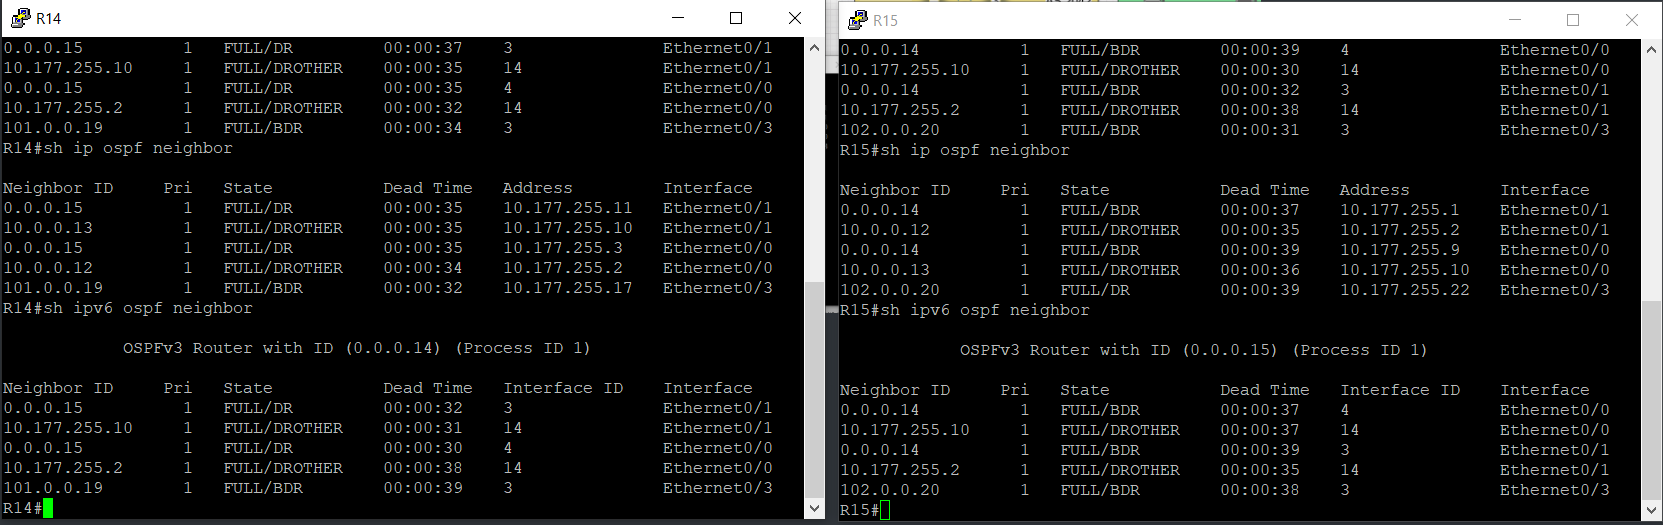 R14
0.0.0.15 1 FULL/DR 00:00:37 3 Ethernet0/1
10.177.255.10 1 FULL/DROTHER 00:00:35 14 Ethernet0/1
0.0.0.15 1 FULL/DR 00:00:35 4 Ethernet0/0
10.177.255.2 1 FULL/DROTHER 00:00:32 14 Ethernet0/0
101.0.0.19 1 FULL/BDR 00:00:34 3 Ethernet0/3
R14#sh ip ospf neighbor
Neighbor ID Pri State Dead Time Address Interface
0.0.0.15 1 FULL/DR 00:00:35 10.177.255.11 Ethernet0/1
10.0.0.13 1 FULL/DROTHER 00:00:35 10.177.255.10 Ethernet0/1
0.0.0.15 1 FULL/DR 00:00:35 10.177.255.3 Ethernet0/0
10.0.0.12 1 FULL/DROTHER 00:00:34 10.177.255.2 Ethernet0/0
101.0.0.19 1 FULL/BDR 00:00:32 10.177.255.17 Ethernet0/3
R14#sh ipv6 ospf neighbor
OSPFv3 Router with ID (0.0.0.14) (Process ID 1)
Neighbor ID Pri State Dead Time Interface ID Interface
0.0.0.15 1 FULL/DR 00:00:32 3 Ethernet0/1
10.177.255.10 1 FULL/DROTHER 00:00:31 14 Ethernet0/1
0.0.0.15 1 FULL/DR 00:00:30 4 Ethernet0/0
10.177.255.2 1 FULL/DROTHER 00:00:38 14 Ethernet0/0
101.0.0.19 1 FULL/BDR 00:00:39 3 Ethernet0/3
R14#
R15
0.0.0.14 1 FULL/BDR 00:00:39 4 Ethernet0/0
10.177.255.10 1 FULL/DROTHER 00:00:30 14 Ethernet0/0
0.0.0.14 1 FULL/BDR 00:00:32 3 Ethernet0/1
10.177.255.2 1 FULL/DROTHER 00:00:38 14 Ethernet0/1
102.0.0.20 1 FULL/BDR 00:00:31 3 Ethernet0/3
R15#sh ip ospf neighbor
Neighbor ID Pri State Dead Time Address Interface
0.0.0.14 1 FULL/BDR 00:00:37 10.177.255.1 Ethernet0/1
10.0.0.12 1 FULL/DROTHER 00:00:35 10.177.255.2 Ethernet0/1
0.0.0.14 1 FULL/BDR 00:00:39 10.177.255.9 Ethernet0/0
10.0.0.13 1 FULL/DROTHER 00:00:36 10.177.255.10 Ethernet0/0
102.0.0.20 1 FULL/DR 00:00:39 10.177.255.22 Ethernet0/3
R15#sh ipv6 ospf neighbor
OSPFv3 Router with ID (0.0.0.15) (Process ID 1)
Neighbor ID Pri State Dead Time Interface ID Interface
0.0.0.14 1 FULL/BDR 00:00:37 4 Ethernet0/0
10.177.255.10 1 FULL/DROTHER 00:00:37 14 Ethernet0/0
0.0.0.14 1 FULL/BDR 00:00:39 3 Ethernet0/1
10.177.255.2 1 FULL/DROTHER 00:00:35 14 Ethernet0/1
102.0.0.20 1 FULL/BDR 00:00:38 3 Ethernet0/3
R15#